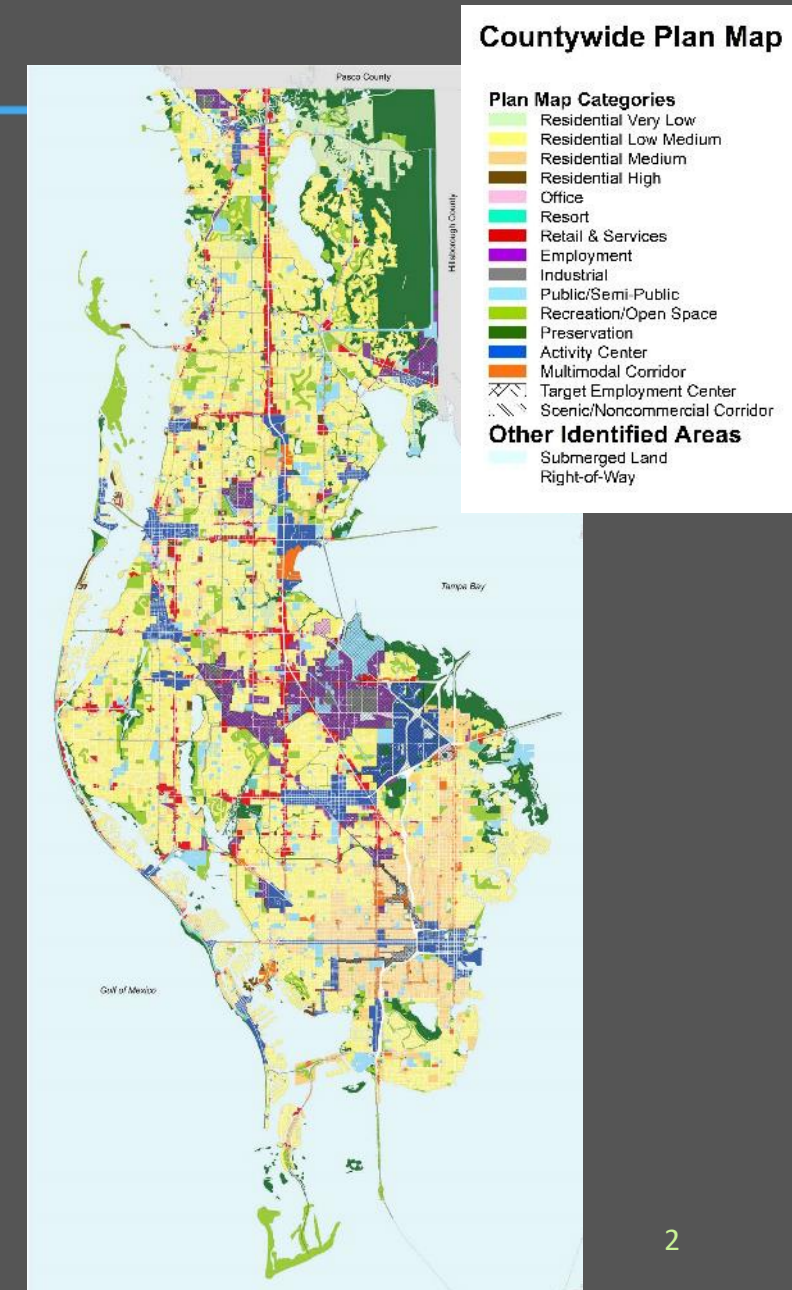 Countywide Plan Map
Plan Map Categories
Residential Very Low
Residential Low Medium
Residential Medium
Residential High
Office
Resort
Retail & Services
Employment
Industrial
Public/Semi-Public
Recreation/Open Space
Preservation
Activity Center
Multimodal Corridor
Target Employment Center
Scenic/Noncommercial Corridor
Other Identified Areas
Submerged Land
Right-of-Way
Pasco County
Hillsborough County
Tampa Bay
Gulf of Mexico
2